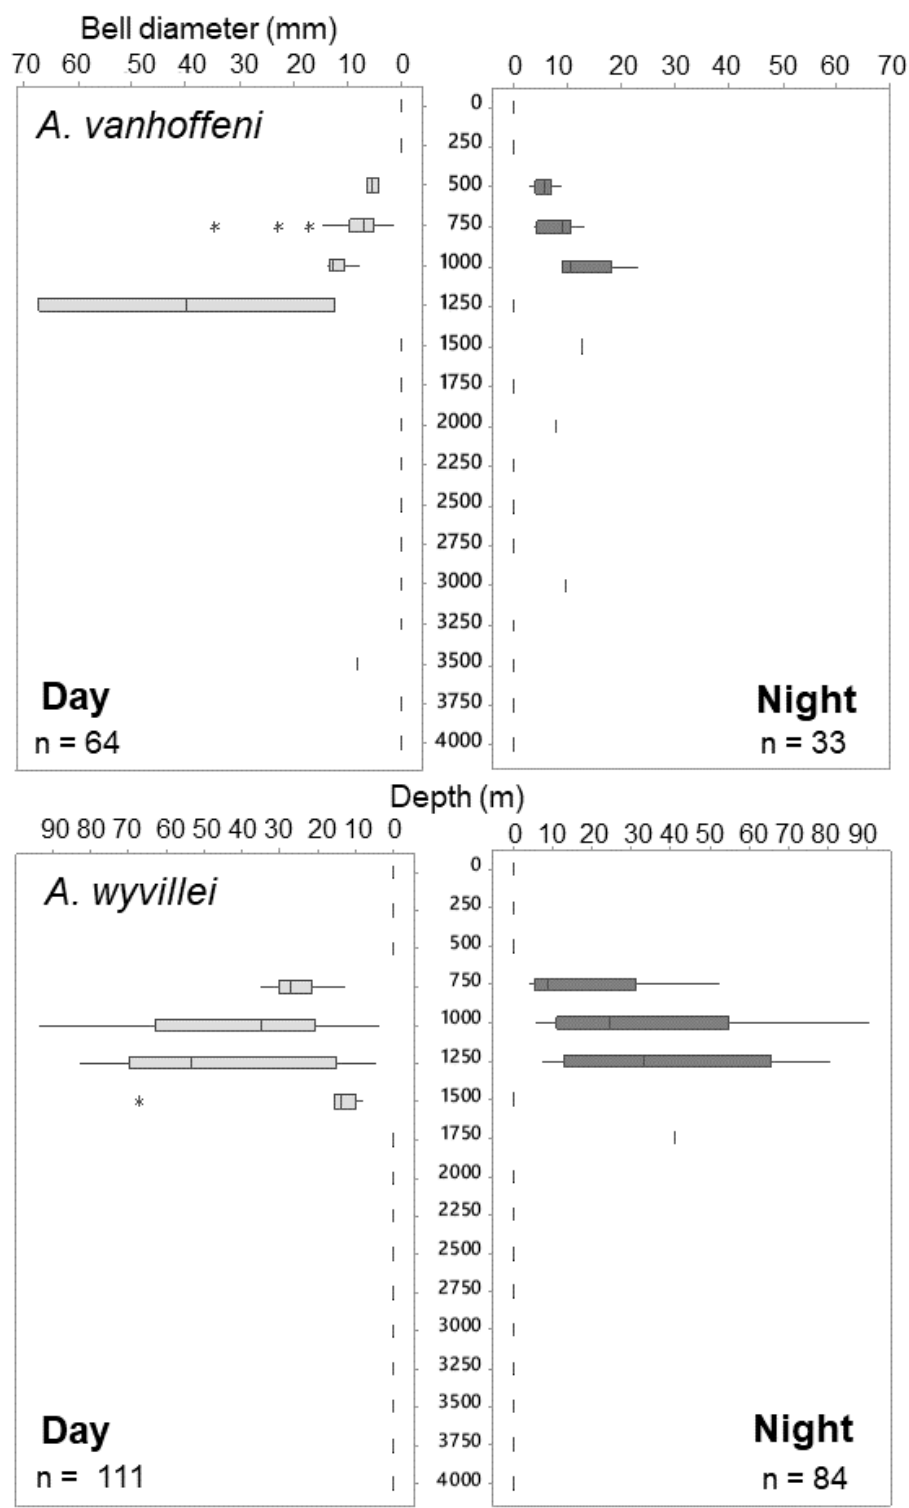 Bell diameter (mm)
70 60 50 40 30 20 10 0
0 10 20 30 40 50 60 70
A. vanhoffeni
0
250
500
750
1000
1250
1500
1750
2000
2250
2500
2750
3000
3250
3500
3750
4000
Day
n = 64
Night
n = 33
Depth (m)
90 80 70 60 50 40 30 20 10 0
0 10 20 30 40 50 60 70 80 90
A. wyvillei
0
250
500
750
1000
1250
1500
1750
2000
2250
2500
2750
3000
3250
3500
3750
4000
Day
n = 111
Night
n = 84